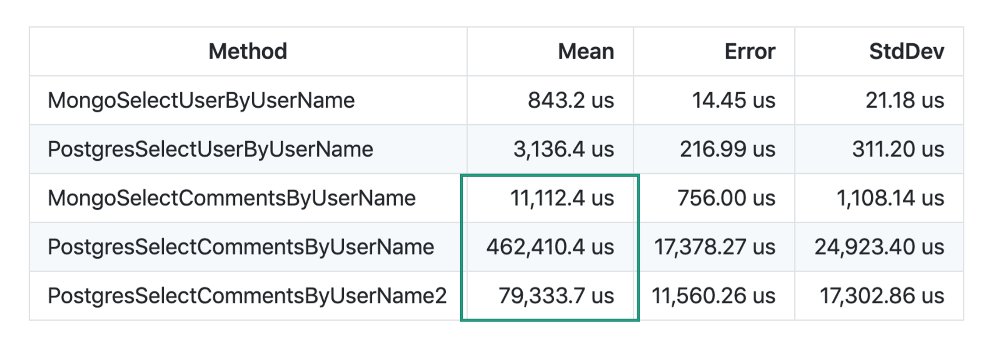 Method Mean Error StdDev
MongoSelectUserByUserName 843.2 us 14.45 us 21.18 us
PostgresSelectUserByUserName 3,136.4 us 216.99 us 311.20 us
MongoSelectCommentsByUserName 11,112.4 us 756.00 us 1,108.14 us
PostgresSelectCommentsByUserName 462,410.4 us 17,378.27 us 24,923.40 us
PostgresSelectCommentsByUserName2 79,333.7 us 11,560.26 us 17,302.86 us